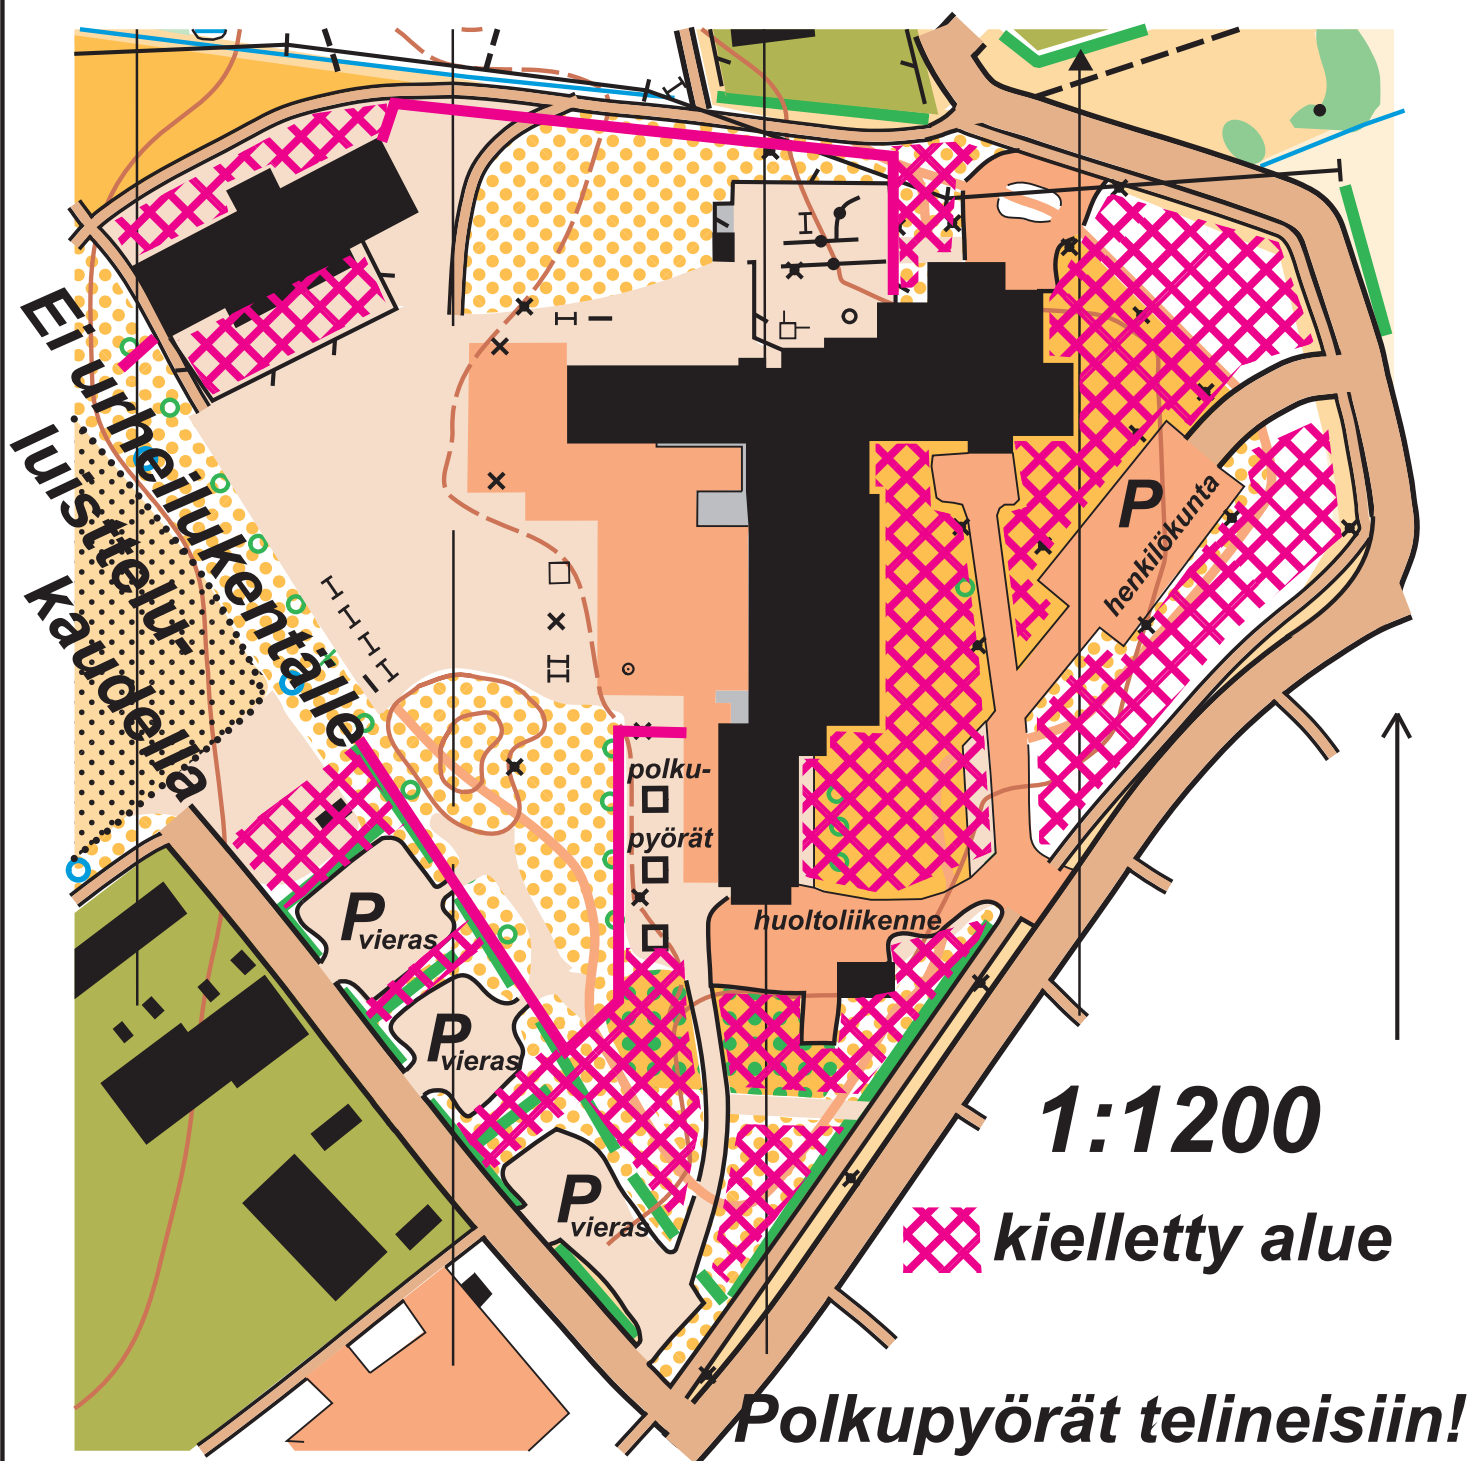 Ei urheilukentälle
luistelu-
kaudella
P
henkilökunta
polku-
pyörät
huoltoliikenne
P
vieras
P
vieras
P
vieras
1:1200
kielletty alue
Polkupyörät telineisiin!